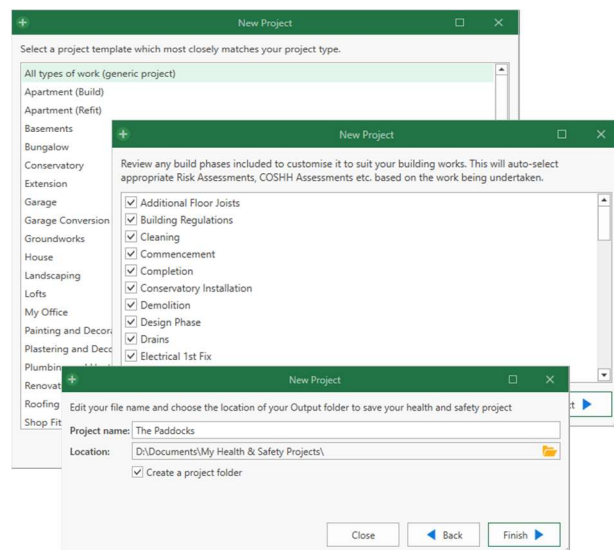 New Project
Select a project template which most closely matches your project type.
All types of work (generic project)
Apartment (Build)
Apartment (Refit)
Basements
Bungalow
Conservatory
Extension
Garage
Garage Conversion
Groundworks
House
Landscaping
Lofts
My Office
Painting and
Plastering and
Roofing
New Project
Review any build phases included to customise it to suit your building works. This will auto-select
appropriate Risk Assessments, COSHH Assessments etc. based on the work being undertaken.
Additional Floor Joists
Building Regulations
Cleaning
Commencement
Completion
Conservatory Installation
Demolition
Design Phase
Drains
Electrical 1st Fix
New Project
Edit your file name and choose the location of your Output folder to save your health and safety project
Project name: The Paddocks
Location: D:\Documents\My Health & Safety Projects\
Create a project folder
Close Back Finish